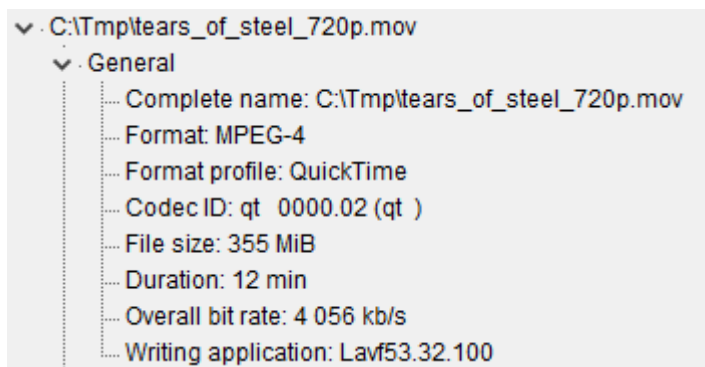 C:\Tmp\tears_of_steel_720p.mov
General
Complete name: C:\Tmp\tears_of_steel_720p.mov
Format: MPEG-4
Format profile: QuickTime
Codec ID: qt   0000.02 (qt  )
File size: 355 MiB
Duration: 12 min
Overall bit rate: 4 056 kb/s
Writing application: Lavf53.32.100